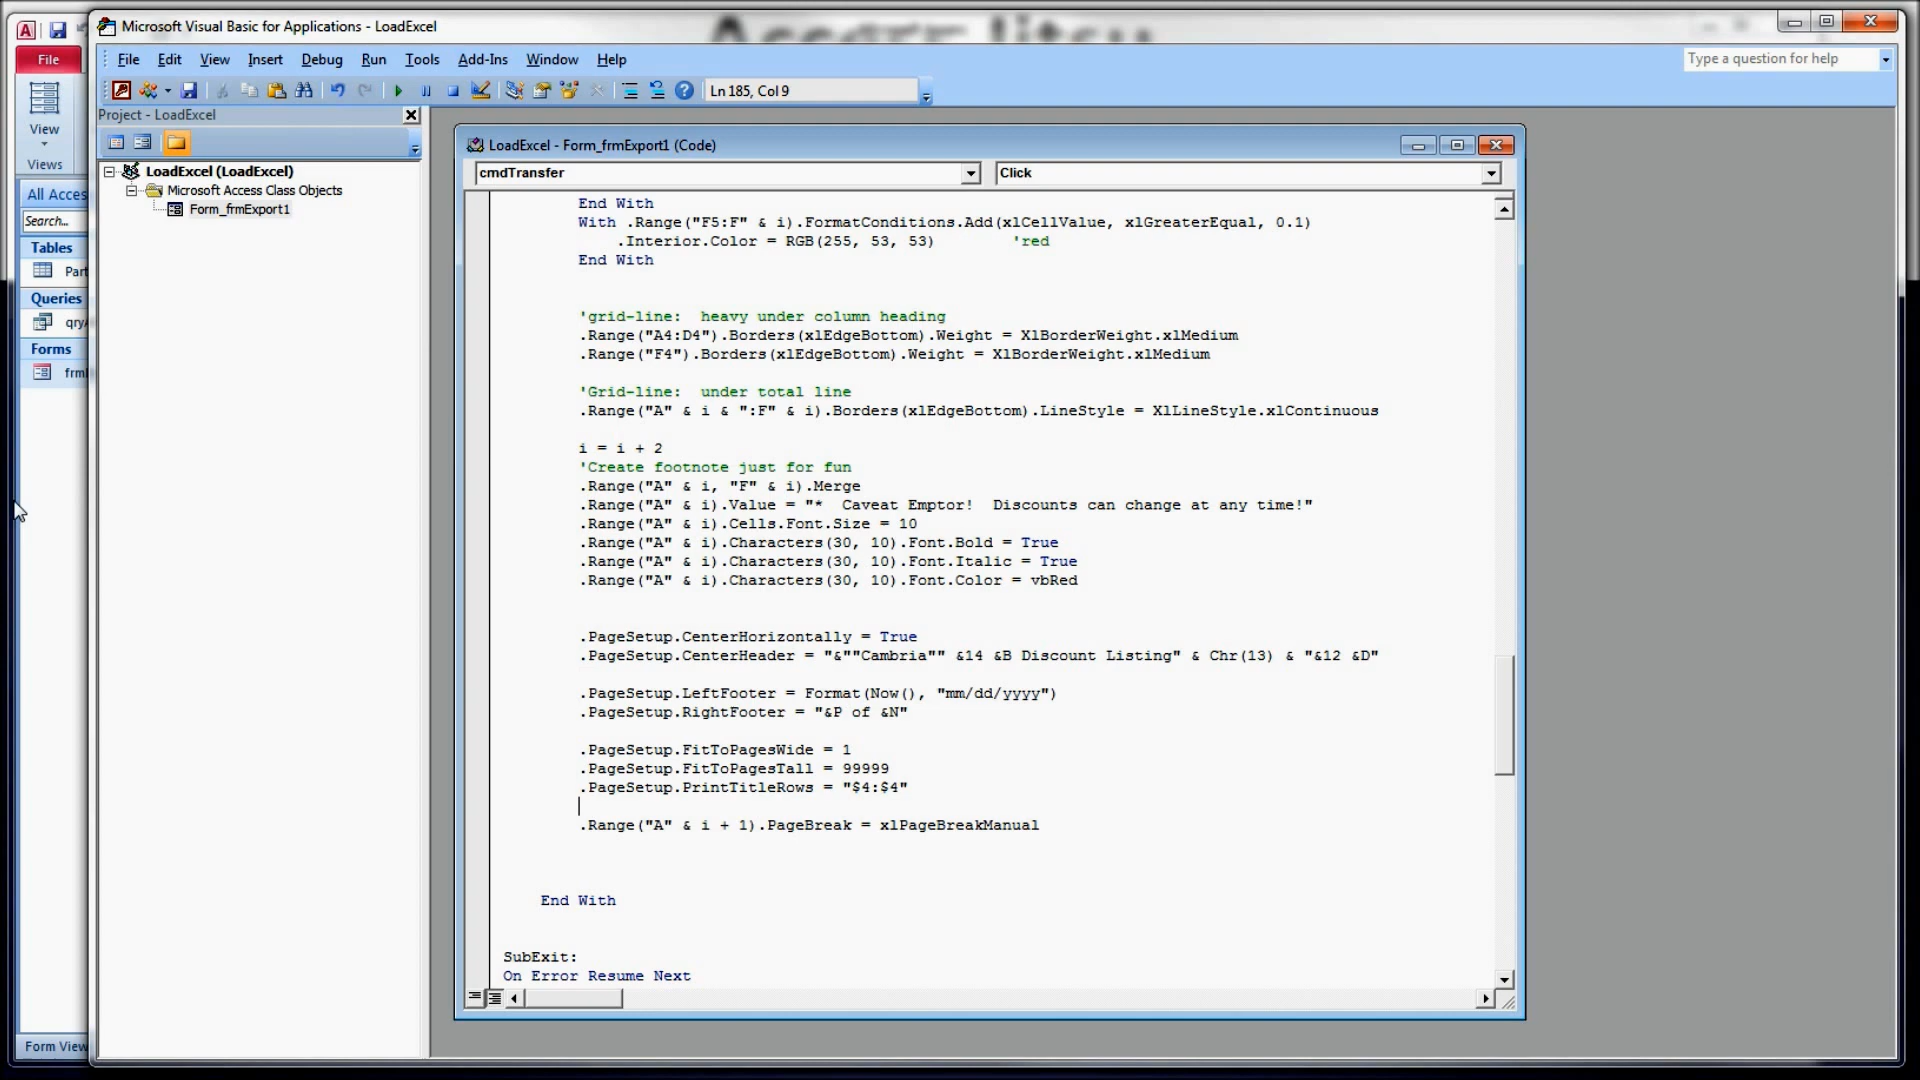 Access Jitsu
Microsoft Visual Basic for Applications - LoadExcel
File Edit View Insert Debug Run Tools Add-Ins Window Help
Type a question for help
Ln 185, Col 9
File
View
Views
All Acces
Search...
Tables
Part
Queries
qry
Forms
frm
Form View
Project - LoadExcel
LoadExcel (LoadExcel)
Microsoft Access Class Objects
Form_frmExport1
LoadExcel - Form_frmExport1 (Code)
cmdTransfer
Click
End With
With .Range("F5:F" & i).FormatConditions.Add(xlCellValue, xlGreaterEqual, 0.1)
.Interior.Color = RGB(255, 53, 53) 'red
End With
'grid-line:  heavy under column heading
.Range("A4:D4").Borders(xlEdgeBottom).Weight = XlBorderWeight.xlMedium
.Range("F4").Borders(xlEdgeBottom).Weight = XlBorderWeight.xlMedium
'Grid-line:  under total line
.Range("A" & i & ":F" & i).Borders(xlEdgeBottom).LineStyle = XlLineStyle.xlContinuous
i = i + 2
'Create footnote just for fun
.Range("A" & i, "F" & i).Merge
.Range("A" & i).Value = "*  Caveat Emptor!  Discounts can change at any time!"
.Range("A" & i).Cells.Font.Size = 10
.Range("A" & i).Characters(30, 10).Font.Bold = True
.Range("A" & i).Characters(30, 10).Font.Italic = True
.Range("A" & i).Characters(30, 10).Font.Color = vbRed
.PageSetup.CenterHorizontally = True
.PageSetup.CenterHeader = "&""Cambria"" &14 &B Discount Listing" & Chr(13) & "&12 &D"
.PageSetup.LeftFooter = Format(Now(), "mm/dd/yyyy")
.PageSetup.RightFooter = "&P of &N"
.PageSetup.FitToPagesWide = 1
.PageSetup.FitToPagesTall = 99999
.PageSetup.PrintTitleRows = "$4:$4"
.Range("A" & i + 1).PageBreak = xlPageBreakManual
End With
SubExit:
On Error Resume Next